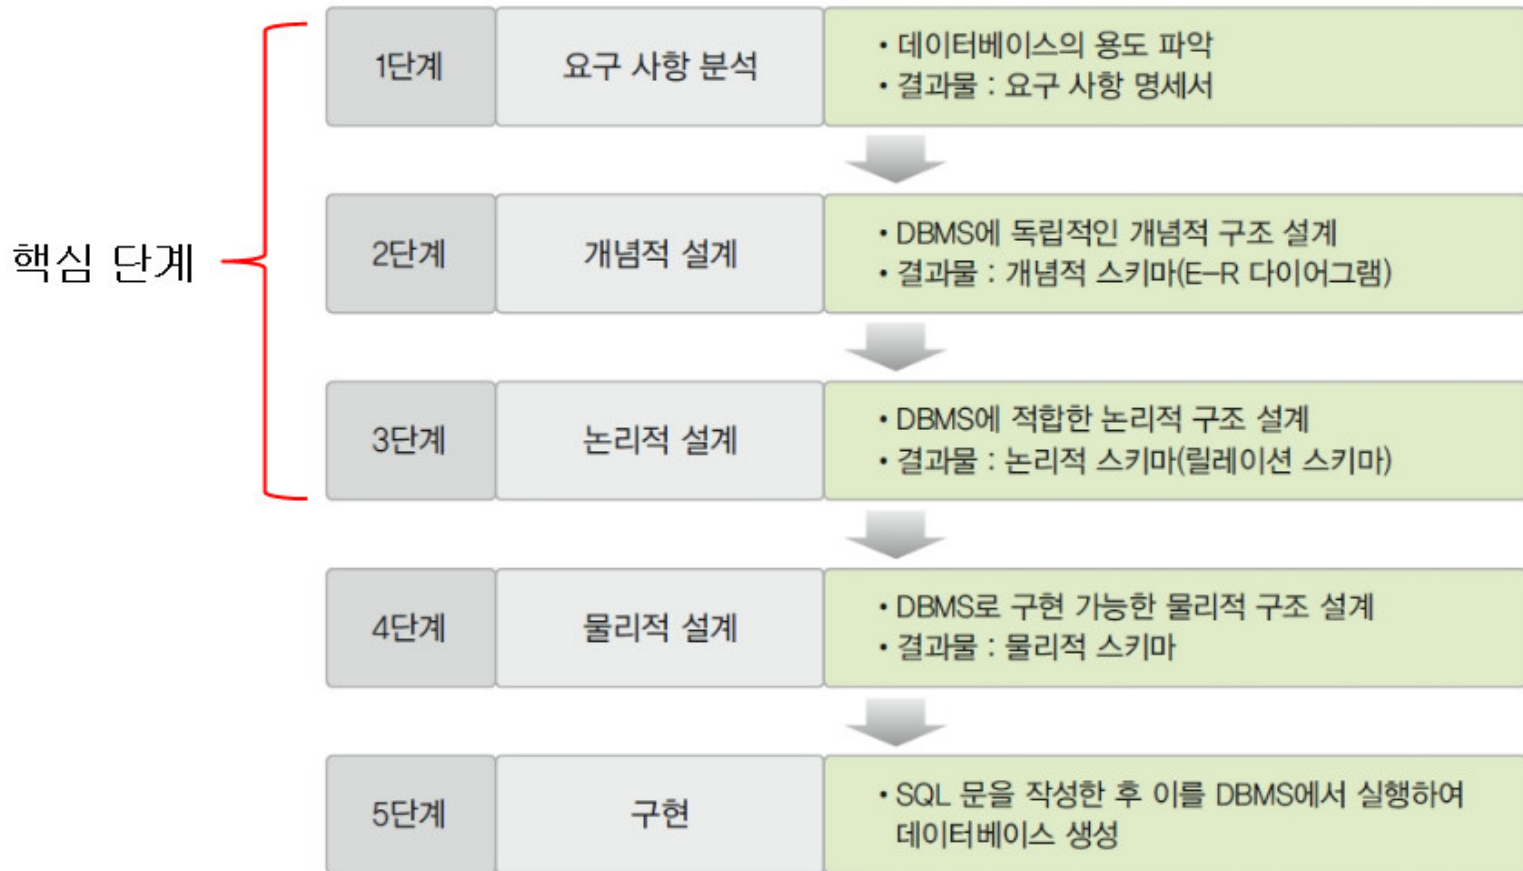 핵심 단계
1단계
요구 사항 분석
• 데이터베이스의 용도 파악
• 결과물 : 요구 사항 명세서
2단계
개념적 설계
• DBMS에 독립적인 개념적 구조 설계
• 결과물 : 개념적 스키마(E-R 다이어그램)
3단계
논리적 설계
• DBMS에 적합한 논리적 구조 설계
• 결과물 : 논리적 스키마(릴레이션 스키마)
4단계
물리적 설계
• DBMS로 구현 가능한 물리적 구조 설계
• 결과물 : 물리적 스키마
5단계
구현
• SQL 문을 작성한 후 이를 DBMS에서 실행하여
데이터베이스 생성